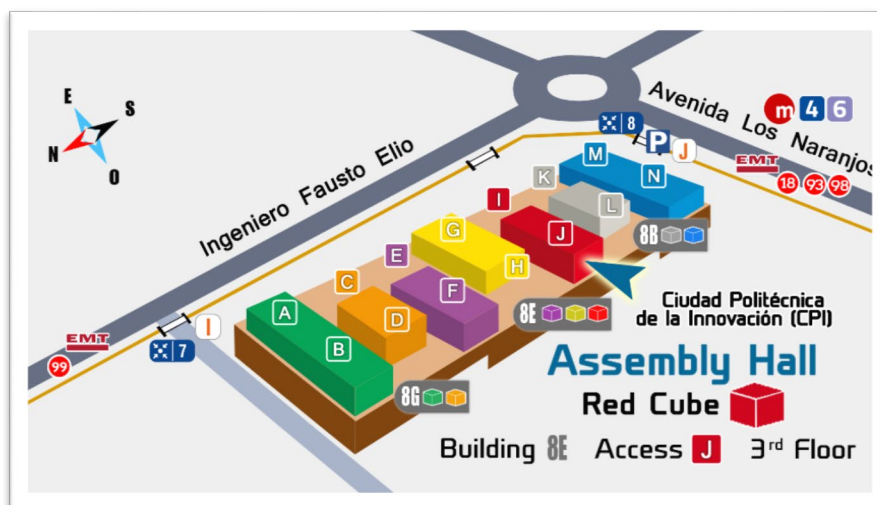 E
S
N
O
Ingeniero Fausto Elio
Avenida Los Naranjos
m 4 6
8
P J
EMT
18 93 98
M
N
K
L
I
J
G
H
E
F
C
D
A
B
8B
8E
8G
EMT
99
7
I
Ciudad Politécnica
de la Innovación (CPI)
Assembly Hall
Red Cube
Building 8E Access J 3rd Floor